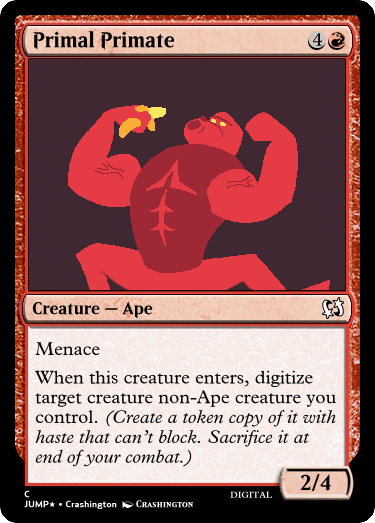 Primal Primate 4
Creature — Ape
Menace
When this creature enters, digitize
target creature non-Ape creature you
control. (Create a token copy of it with
haste that can't block. Sacrifice it at
end of your combat.)
2/4
C
JUMP★ • Crashington CRASHINGTON DIGITAL